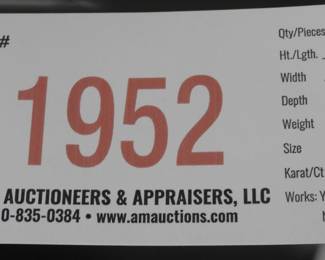 #
1952
AUCTIONEERS & APPRAISERS, LLC
0-835-0384 • www.amauctions.com
Qty/Pieces
Ht./Lgth.
Width
Depth
Weight
Size
Karat/Ct
Works: Y